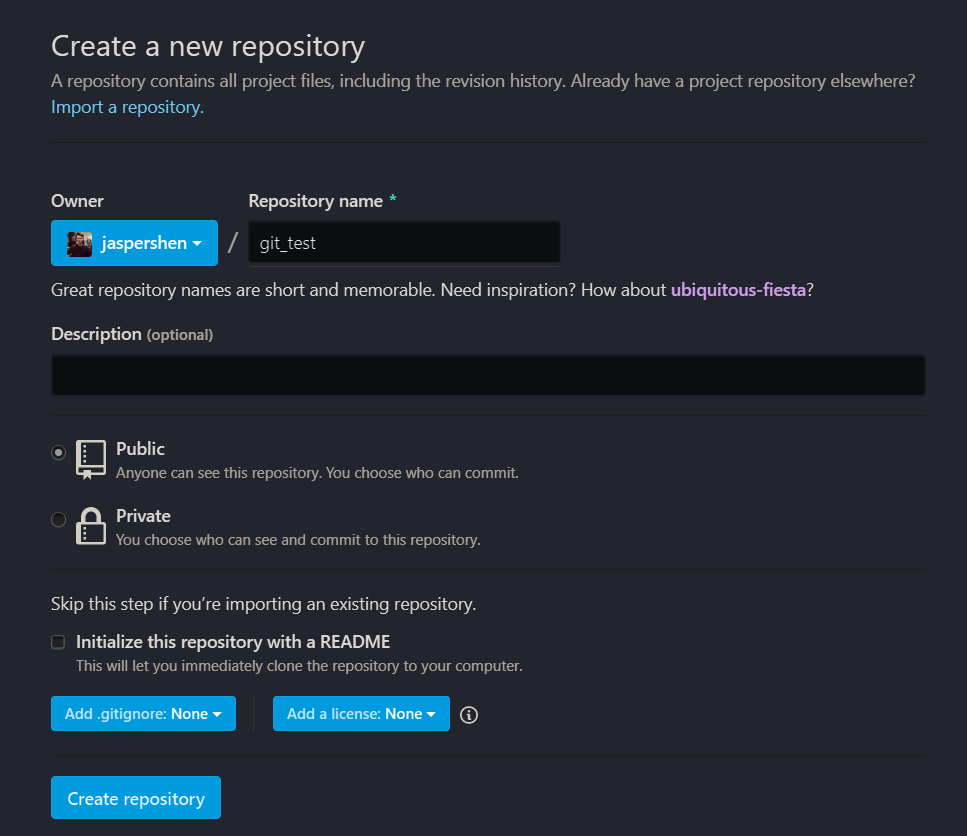 Create a new repository
A repository contains all project files, including the revision history. Already have a project repository elsewhere?
Import a repository.
Owner
Repository name *
jaspershen
/
git_test
Great repository names are short and memorable. Need inspiration? How about ubiquitous-fiesta?
Description (optional)
Public
Anyone can see this repository. You choose who can commit.
Private
You choose who can see and commit to this repository.
Skip this step if you’re importing an existing repository.
Initialize this repository with a README
This will let you immediately clone the repository to your computer.
Add .gitignore: None
Add a license: None
Create repository